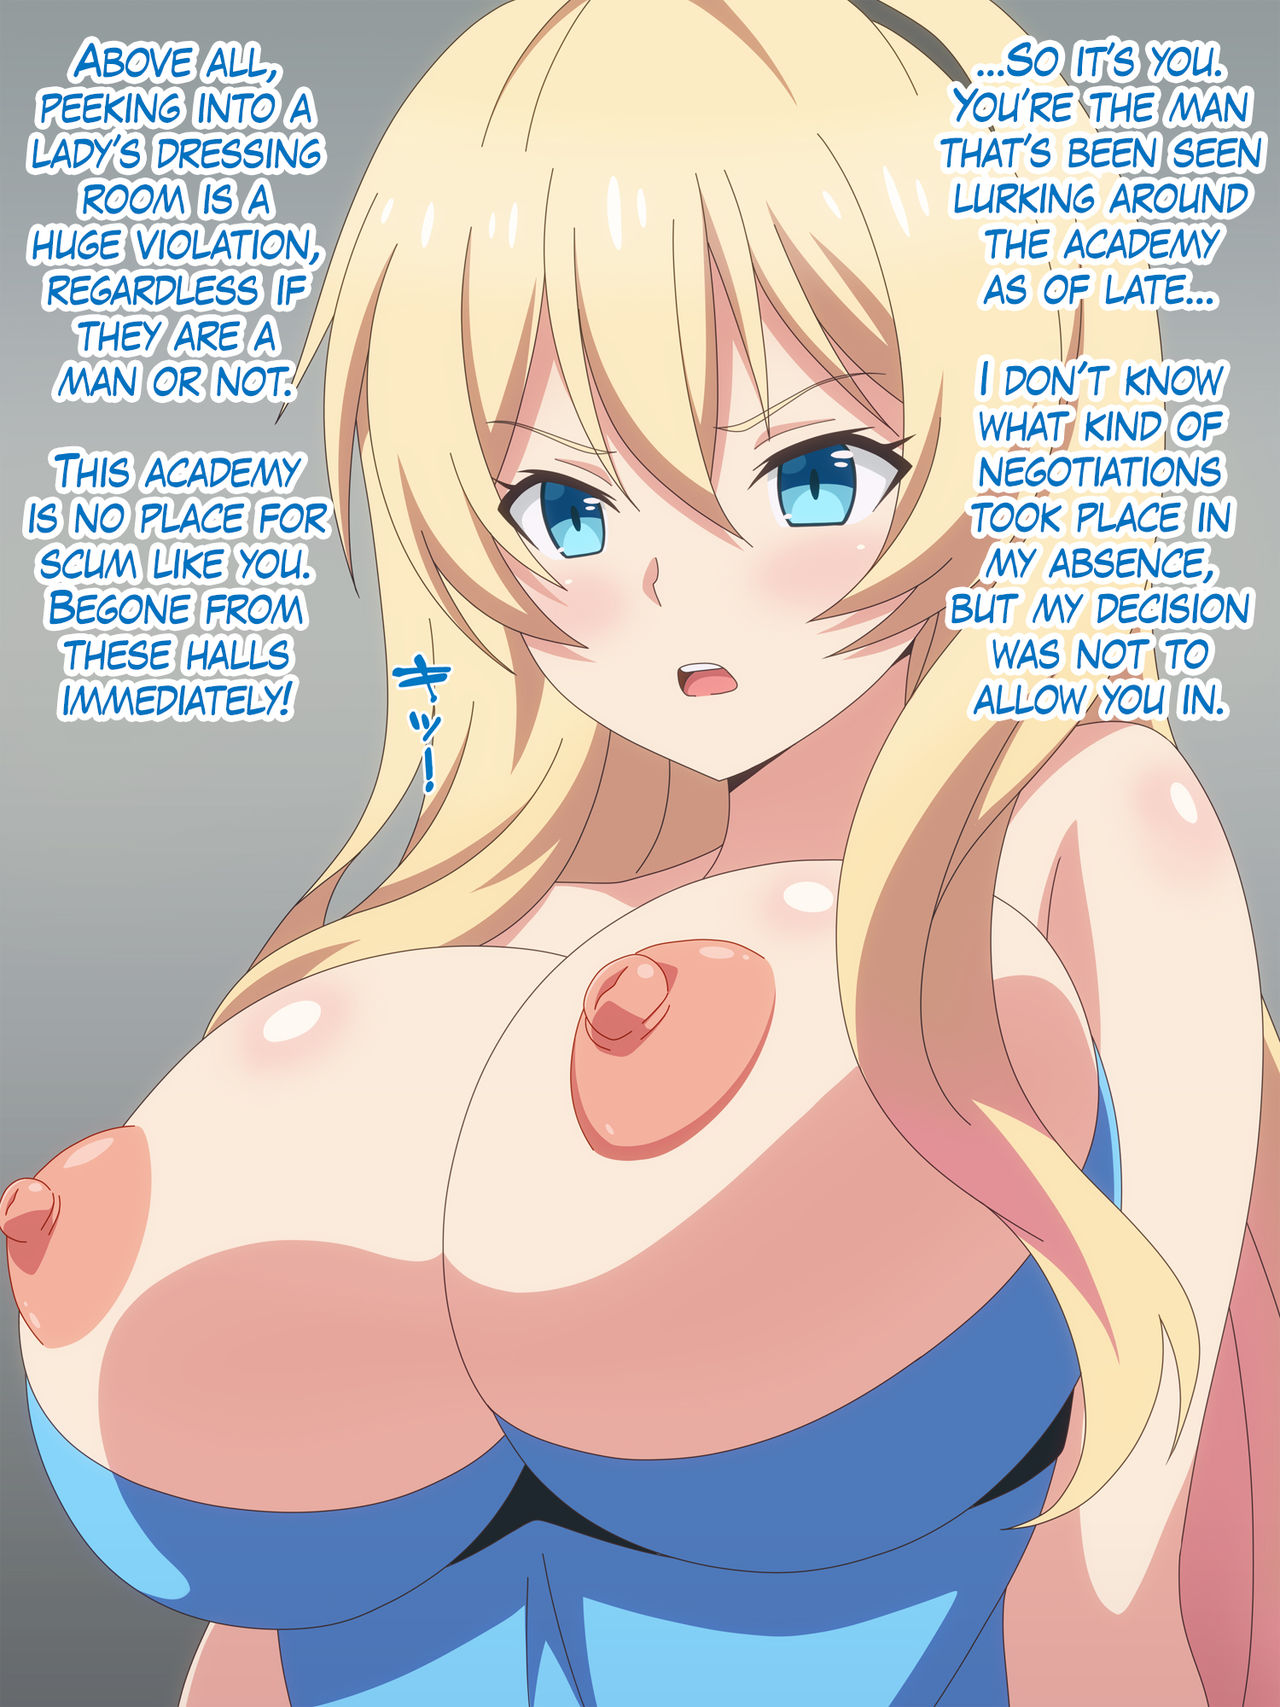 ...SO IT'S YOU.
YOU'RE THE MAN
THAT'S BEEN SEEN
LURKING AROUND
THE ACADEMY
AS OF LATE...
I DON'T KNOW
WHAT KIND OF
NEGOTIATIONS
TOOK PLACE IN
MY ABSENCE,
BUT MY DECISION
WAS NOT TO
ALLOW YOU IN.
ABOVE ALL,
PEEKING INTO A
LADY'S DRESSING
ROOM IS A
HUGE VIOLATION,
REGARDLESS IF
THEY ARE A
MAN OR NOT.
THIS ACADEMY
IS NO PLACE FOR
SCUM LIKE YOU.
BEGONE FROM
THESE HALLS
IMMEDIATELY!
キッ!